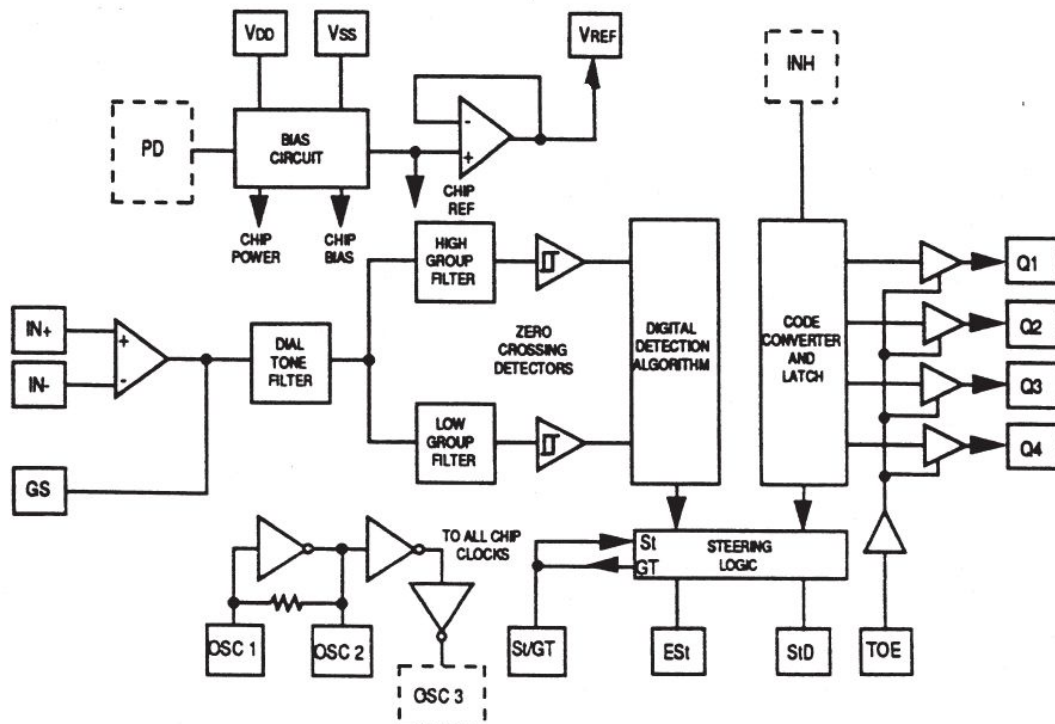 VDD
VSS
VREF
INH
PD
BIAS
CIRCUIT
-
+
CHIP
REF
CHIP
POWER
CHIP
BIAS
HIGH
GROUP
FILTER
IN+
IN-
+
-
DIAL
TONE
FILTER
ZERO
CROSSING
DETECTORS
DIGITAL
DETECTION
ALGORITHM
CODE
CONVERTER
AND
LATCH
Q1
Q2
Q3
Q4
LOW
GROUP
FILTER
GS
TO ALL CHIP
CLOCKS
St
GT
STEERING
LOGIC
OSC 1
OSC 2
OSC 3
St/GT
ESt
StD
TOE